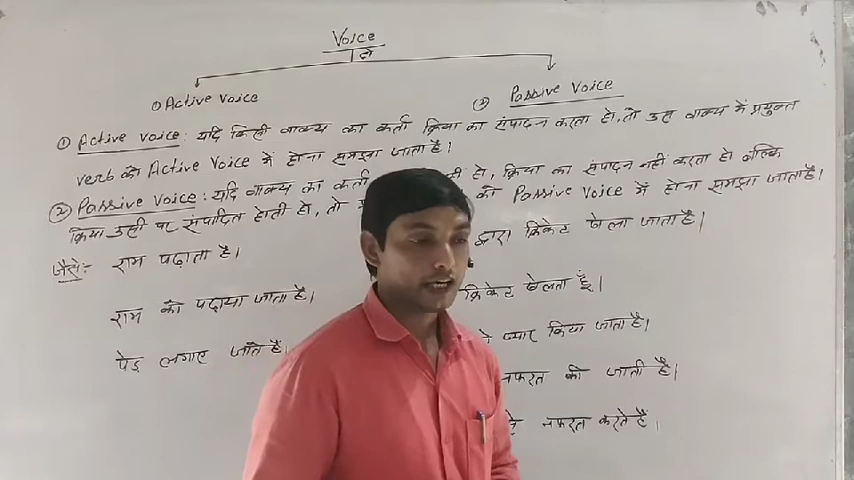 Voice
दो
① Active Voice
② Passive Voice
① Active voice : यदि किसी वाक्य का कर्ता क्रिया का संपादन करता हो, तो उस वाक्य में प्रयुक्त
verb को Active Voice में होना समझा जाता है।
② Passive Voice : यदि वाक्य का कर्ता हो, क्रिया का संपादन नहीं करता हो बल्कि
क्रिया उसी पर संपादित होती हो, तो को Passive Voice में होना समझा जाता है।
जैसे:- राम पढ़ाता है।
द्वारा क्रिकेट खेला जाता है।
राम को पढ़ाया जाता है।
क्रिकेट खेलता हूँ।
पेड़ लगाए जाते हैं।
प्यार किया जाता है।
नफरत की जाती है।
नफरत करते हैं।